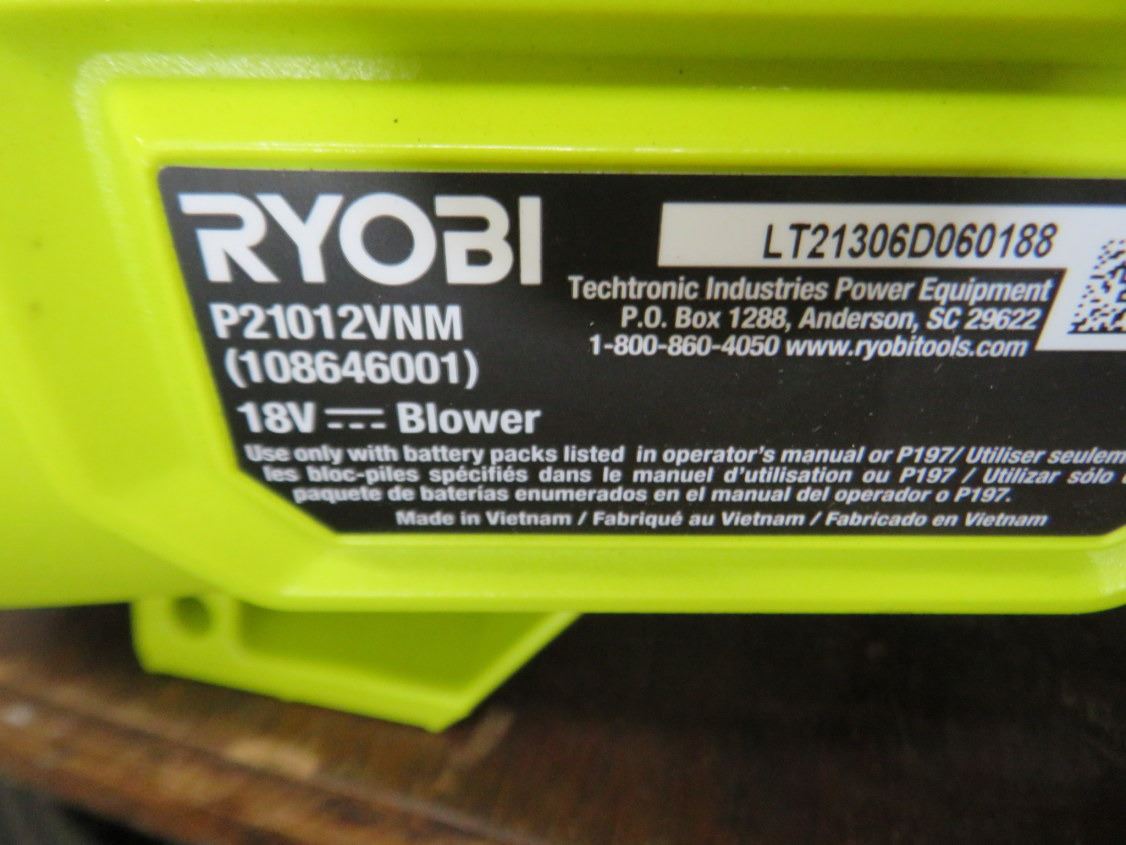 RYOBI
P21012VNM
(108646001)
18V ⎓ Blower
LT21306D060188
Techtronic Industries Power Equipment
P.O. Box 1288, Anderson, SC 29622
1-800-860-4050 www.ryobitools.com
Use only with battery packs listed in operator's manual or P197/ Utiliser seulem
les bloc-piles spécifiés dans le manuel d'utilisation ou P197 / Utilizar sólo
paquete de baterías enumerados en el manual del operador o P197.
Made in Vietnam / Fabriqué au Vietnam / Fabricado en Vietnam